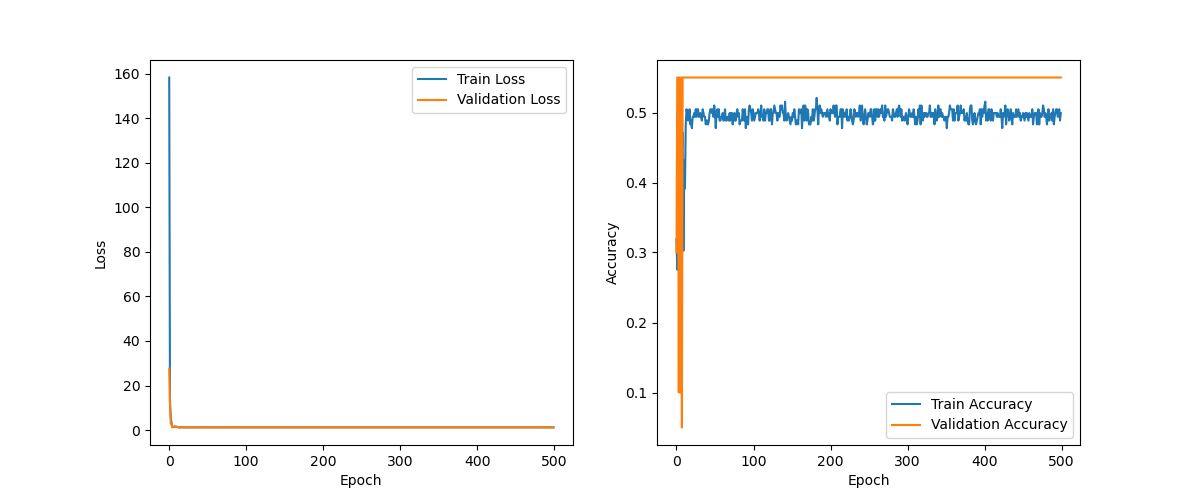 160
140
120
100
80
60
40
20
0
Loss
0 100 200 300 400 500
Epoch
Train Loss
Validation Loss
0.5
0.4
0.3
0.2
0.1
Accuracy
0 100 200 300 400 500
Epoch
Train Accuracy
Validation Accuracy